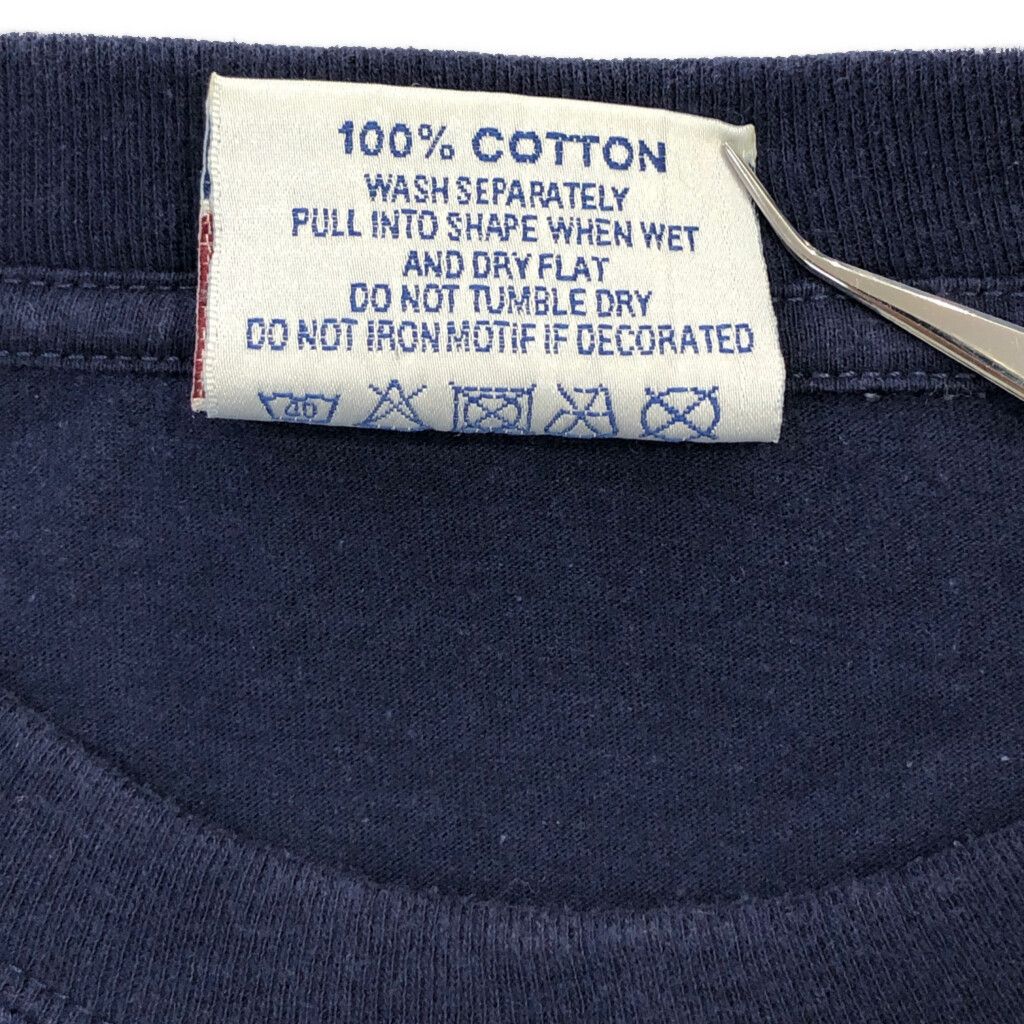 100% COTTON
WASH SEPARATELY
PULL INTO SHAPE WHEN WET
AND DRY FLAT
DO NOT TUMBLE DRY
DO NOT IRON MOTIF IF DECORATED
40